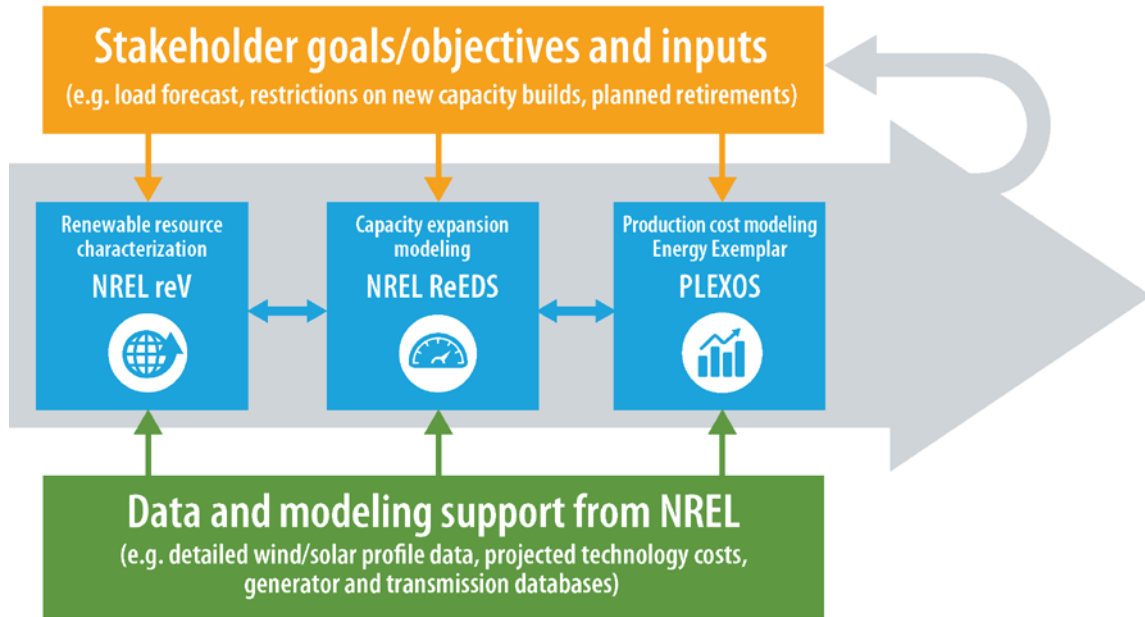 Stakeholder goals/objectives and inputs
(e.g. load forecast, restrictions on new capacity builds, planned retirements)
Renewable resource
characterization
NREL reV
Capacity expansion
modeling
NREL ReEDS
Production cost modeling
Energy Exemplar
PLEXOS
Data and modeling support from NREL
(e.g. detailed wind/solar profile data, projected technology costs,
generator and transmission databases)